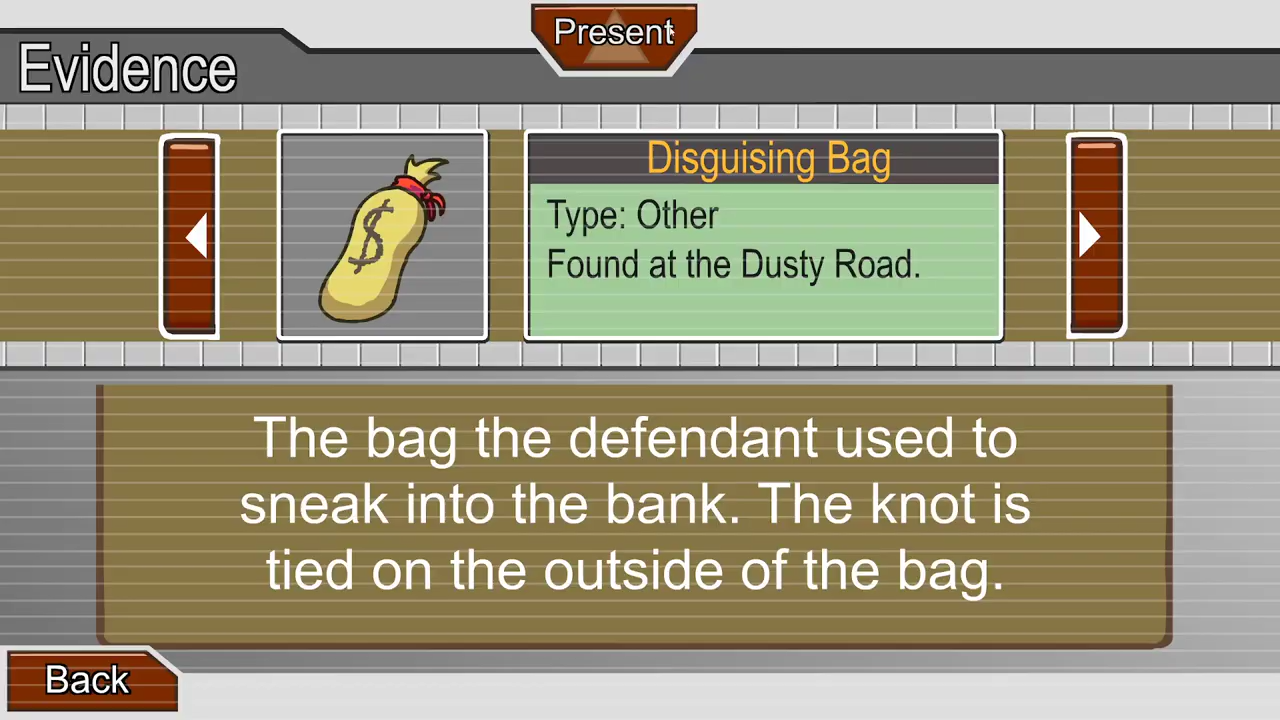 Present
Evidence
Disguising Bag
Type: Other
Found at the Dusty Road.
$
The bag the defendant used to
sneak into the bank. The knot is
tied on the outside of the bag.
Back